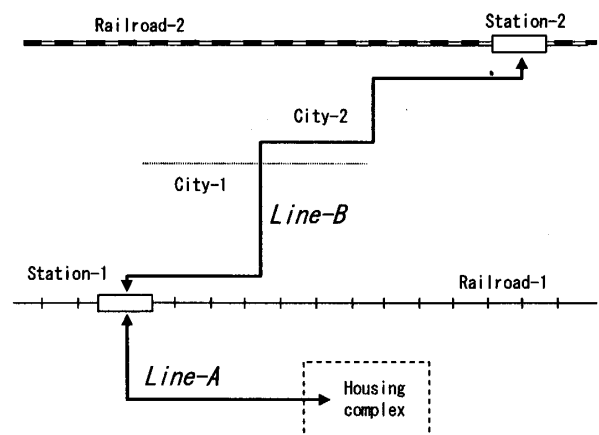 Railroad-2
Station-2
City-2
City-1
Line-B
Station-1
Railroad-1
Line-A
Housing
complex